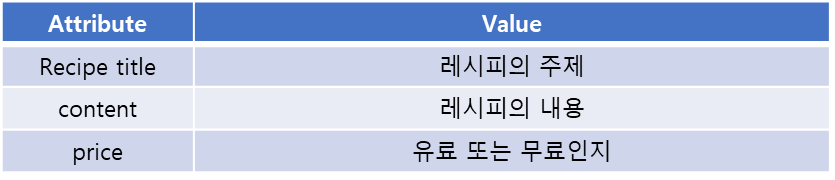 Attribute Value
Recipe title 레시피의 주제
content 레시피의 내용
price 유료 또는 무료인지